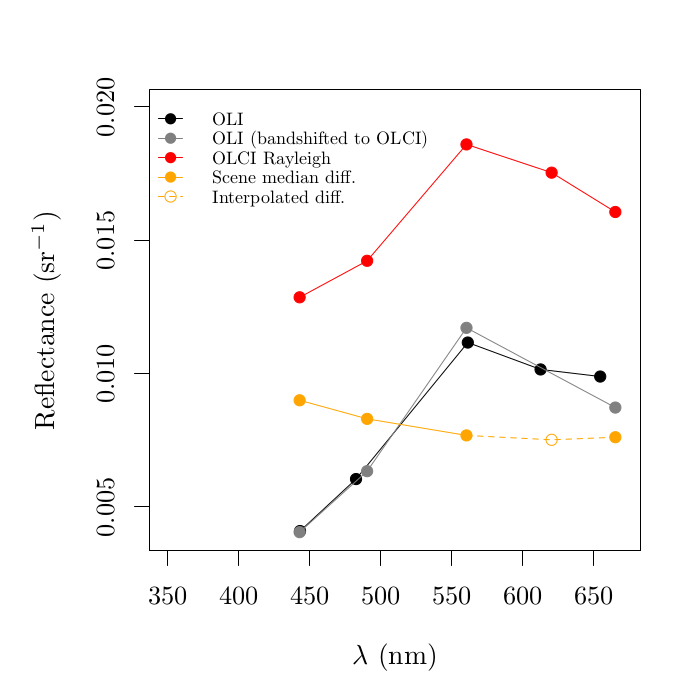 OLI
OLI (bandshifted to OLCI)
OLCI Rayleigh
Scene median diff.
Interpolated diff.
Reflectance (sr⁻¹)
0.020
0.015
0.010
0.005
350 400 450 500 550 600 650
λ (nm)